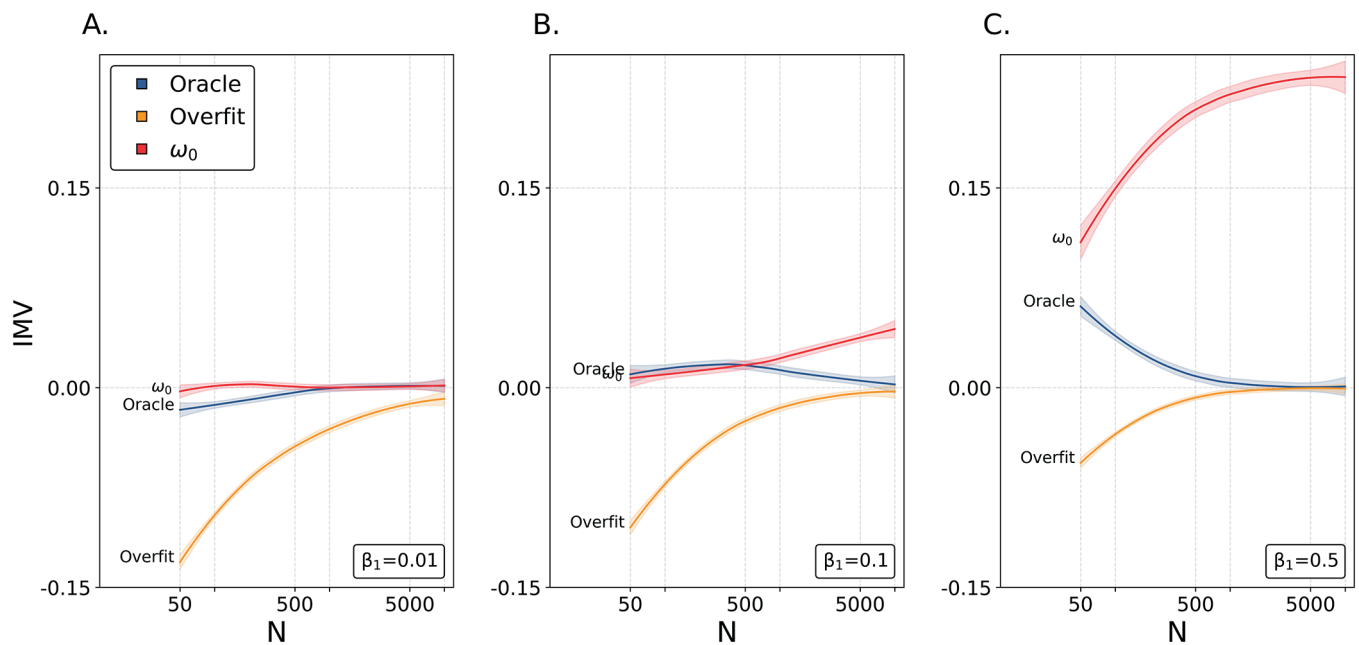 A.
B.
C.
Oracle
Overfit
ω₀
IMV
0.15
0.00
-0.15
ω₀
Oracle
Overfit
β₁=0.01
50
500
5000
N
0.15
0.00
-0.15
Oracle
ω₀
Overfit
β₁=0.1
50
500
5000
N
0.15
0.00
-0.15
ω₀
Oracle
Overfit
β₁=0.5
50
500
5000
N